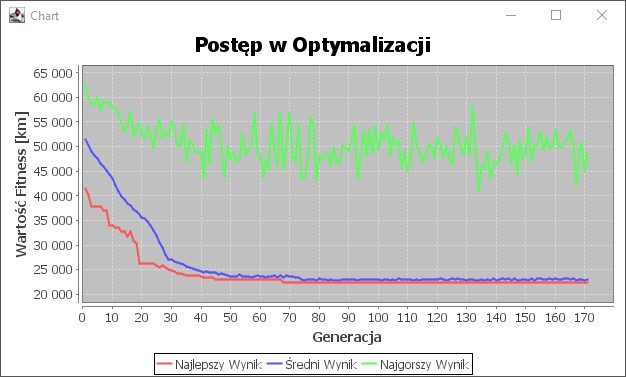 Chart
Postęp w Optymalizacji
Wartość Fitness [km]
65 000
60 000
55 000
50 000
45 000
40 000
35 000
30 000
25 000
20 000
0 10 20 30 40 50 60 70 80 90 100 110 120 130 140 150 160 170
Generacja
Najlepszy Wynik Średni Wynik Najgorszy Wynik